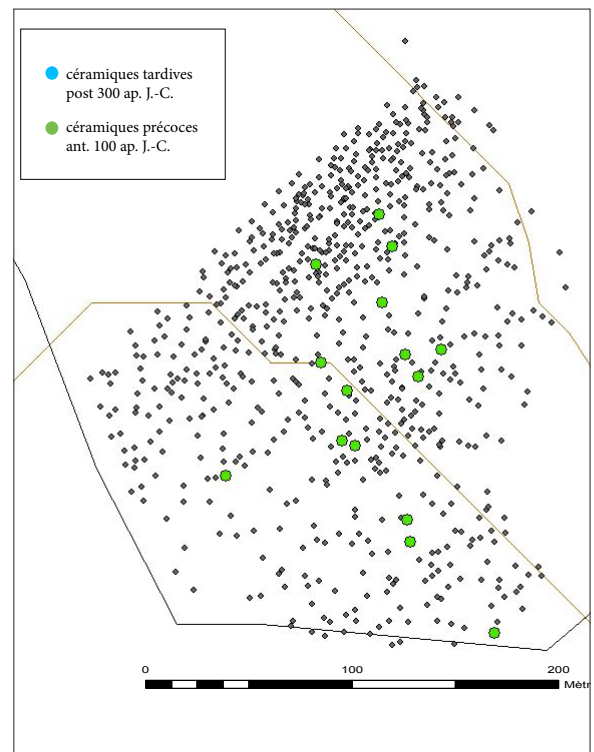 céramiques tardives
post 300 ap. J.-C.
céramiques précoces
ant. 100 ap. J.-C.
0 100 200
Mètr